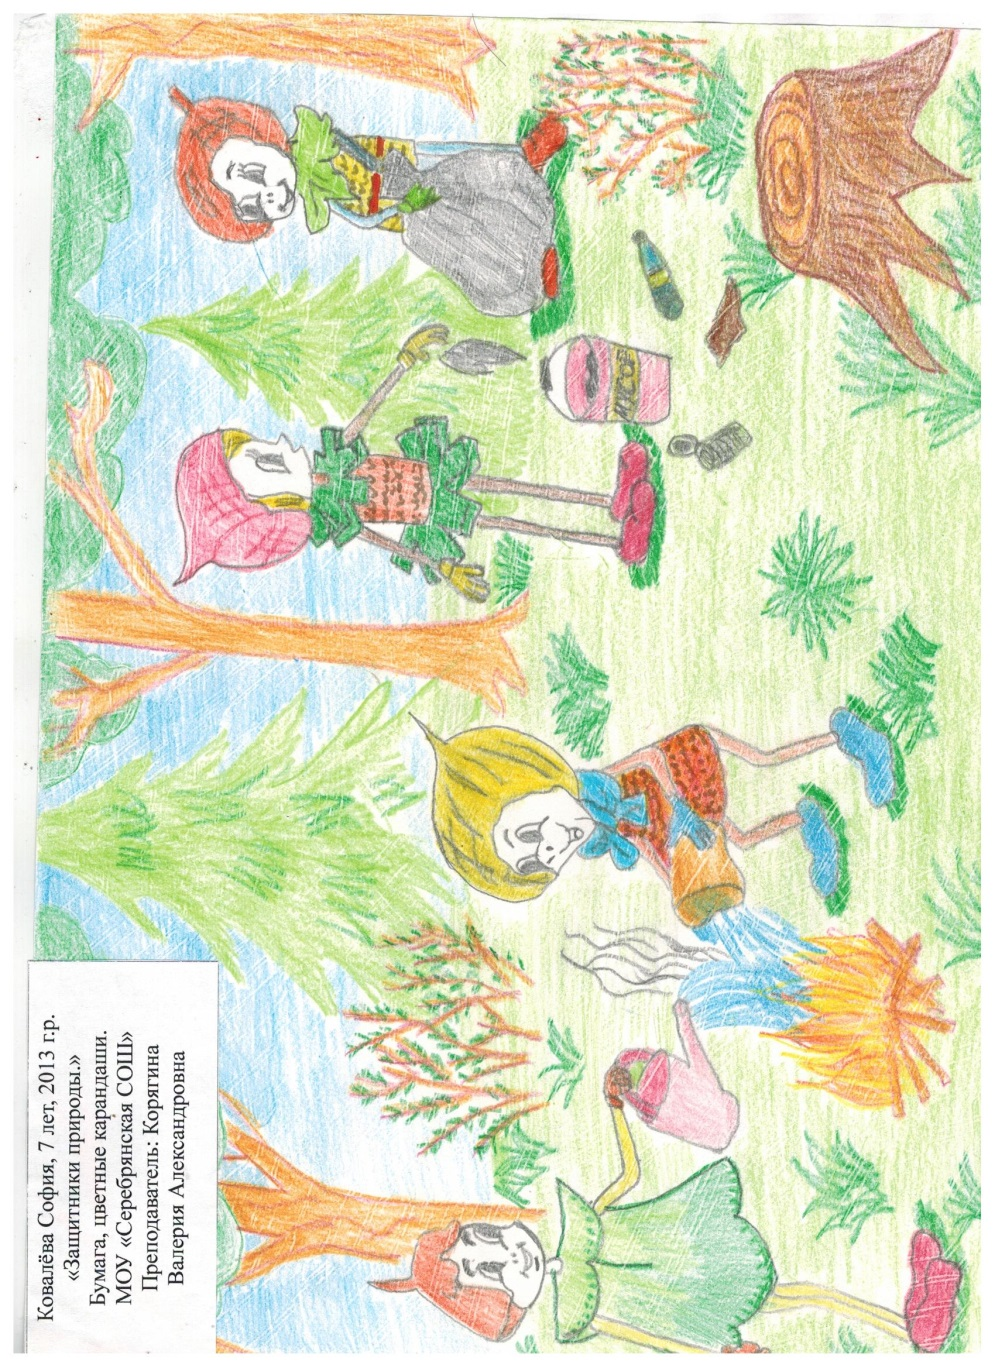 Ковалёва София, 7 лет, 2013 г.р.
«Защитники природы.»
Бумага, цветные карандаши.
МОУ «Серебрянская СОШ»
Преподаватель: Корягина
Валерия Александровна